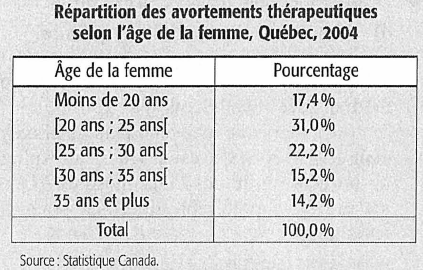 Répartition des avortements thérapeutiques
selon l'âge de la femme, Québec, 2004
Âge de la femme Pourcentage
Moins de 20 ans 17,4 %
[20 ans ; 25 ans[ 31,0 %
[25 ans ; 30 ans[ 22,2 %
[30 ans ; 35 ans[ 15,2 %
35 ans et plus 14,2 %
Total 100,0 %
Source : Statistique Canada.